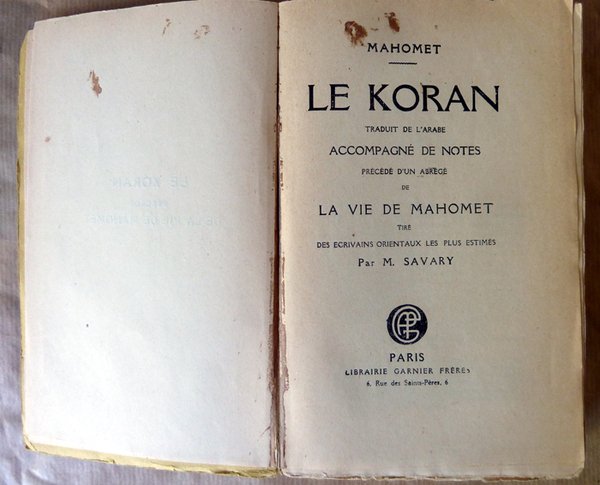 MAHOMET
LE KORAN
TRADUIT DE L'ARABE
ACCOMPAGNÉ DE NOTES
PRÉCÉDÉ D'UN ABRÉGÉ
DE
LA VIE DE MAHOMET
TIRÉ
DES ECRIVAINS ORIENTAUX LES PLUS ESTIMÉS
Par M. SAVARY
PARIS
LIBRAIRIE GARNIER FRÈRES
6, Rue des Saints-Pères, 6